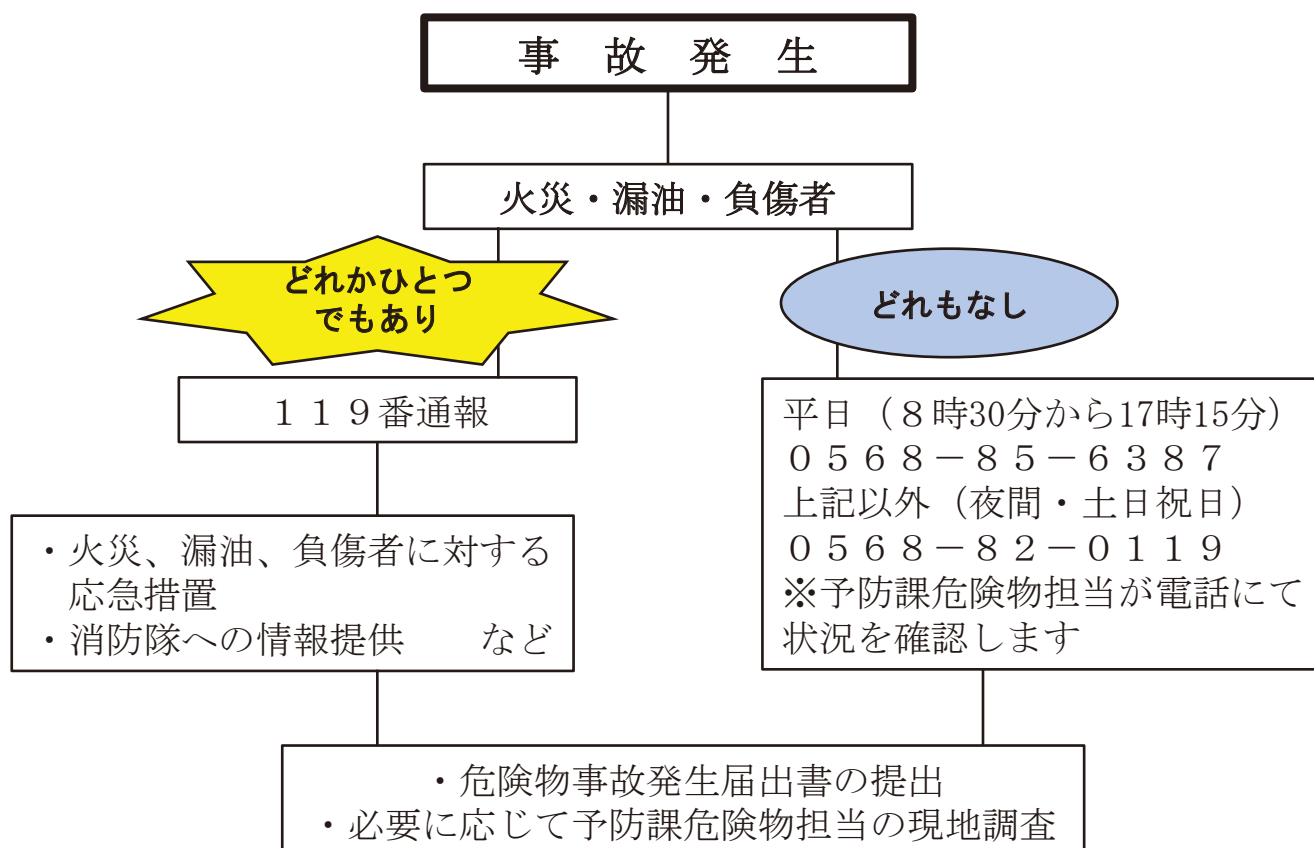 事　故　発　生
火災・漏油・負傷者
どれかひとつ
でもあり
どれもなし
１１９番通報
平日（８時30分から17時15分）
０５６８－８５－６３８７
上記以外（夜間・土日祝日）
０５６８－８２－０１１９
※予防課危険物担当が電話にて
状況を確認します
・火災、漏油、負傷者に対する
応急措置
・消防隊への情報提供　　など
・危険物事故発生届出書の提出
・必要に応じて予防課危険物担当の現地調査